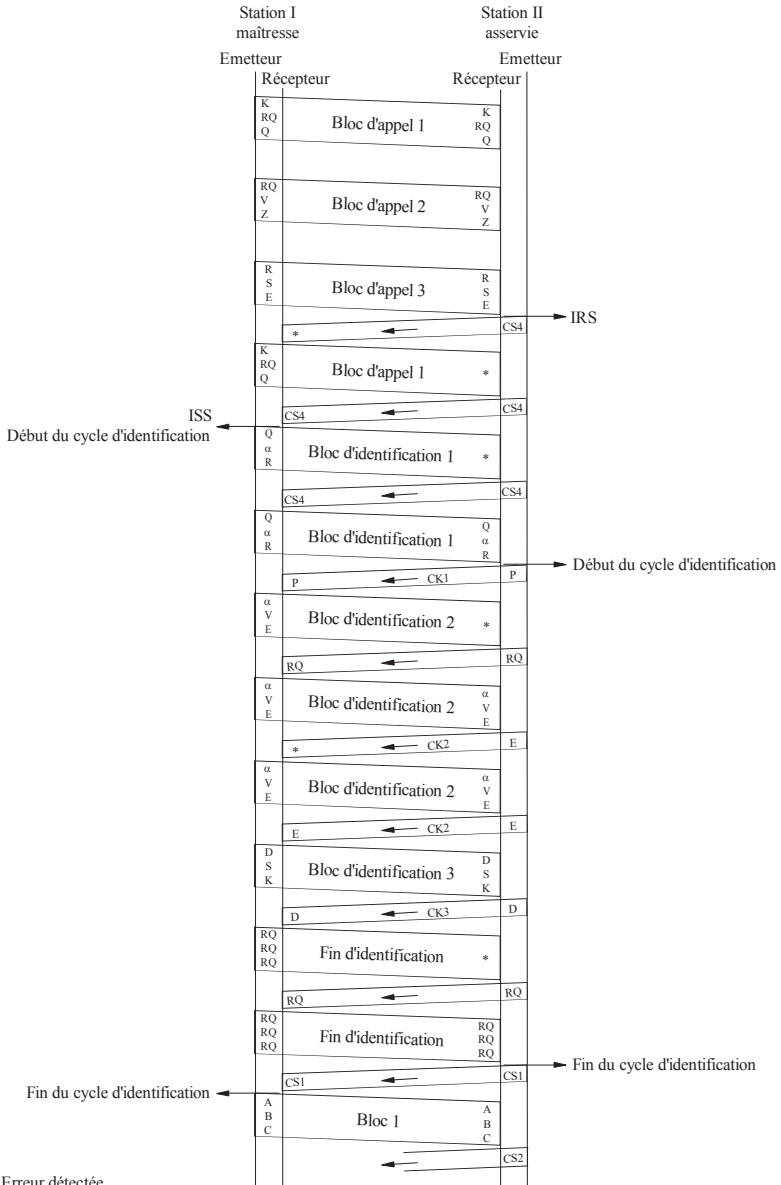 Station I
maîtresse
Station II
asservie
Emetteur
Récepteur
Récepteur
Emetteur
K
RQ
Q
Bloc d'appel 1
K
RQ
Q
RQ
V
Z
Bloc d'appel 2
RQ
V
Z
R
S
E
Bloc d'appel 3
R
S
E
IRS
*
CS4
K
RQ
Q
Bloc d'appel 1
*
CS4
CS4
ISS
Début du cycle d'identification
Q
α
R
Bloc d'identification 1
*
CS4
CS4
Q
α
R
Bloc d'identification 1
Q
α
R
Début du cycle d'identification
P
CK1
P
α
V
E
Bloc d'identification 2
*
RQ
RQ
α
V
E
Bloc d'identification 2
α
V
E
*
CK2
E
α
V
E
Bloc d'identification 2
α
V
E
E
CK2
E
D
S
K
Bloc d'identification 3
D
S
K
D
CK3
D
RQ
RQ
RQ
Fin d'identification
*
RQ
RQ
RQ
RQ
RQ
Fin d'identification
RQ
RQ
RQ
Fin du cycle d'identification
CS1
CS1
Fin du cycle d'identification
A
B
C
Bloc 1
A
B
C
CS2
Erreur détectée